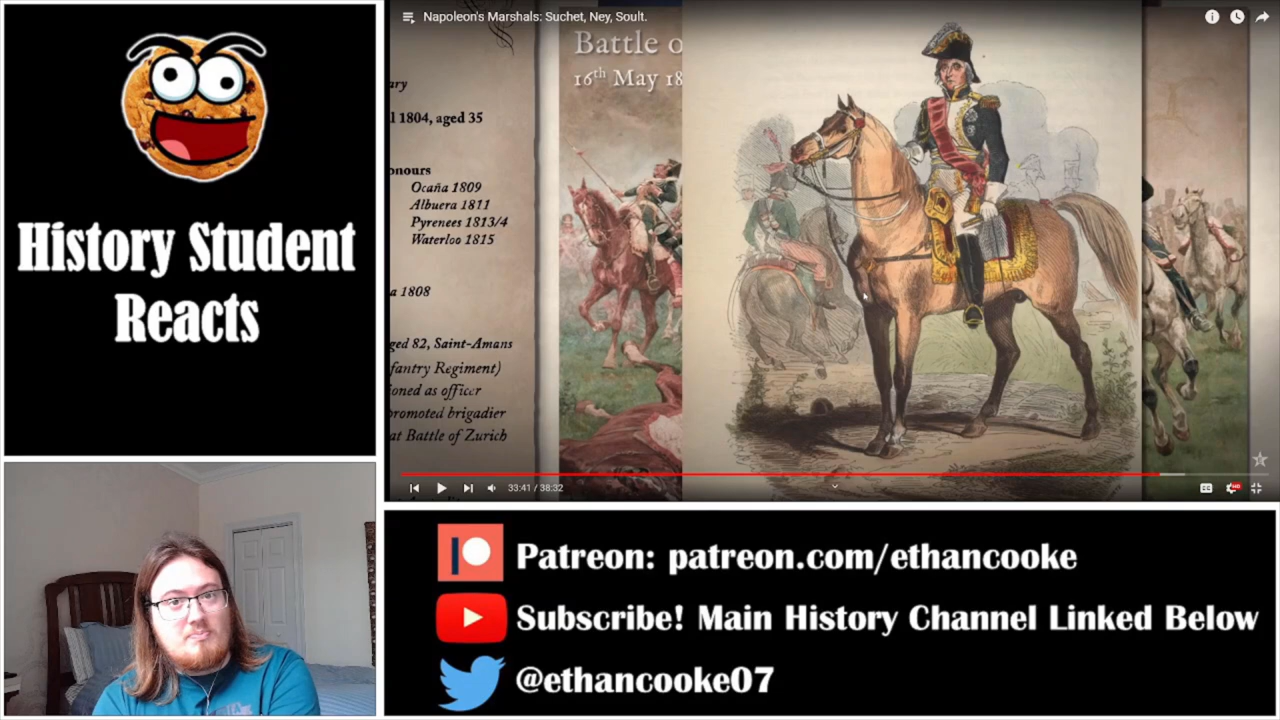 History Student
Reacts
Napoleon's Marshals: Suchet, Ney, Soult.
Battle o
16th May 18
ary
l 1804, aged 35
onours
Ocaña 1809
Albuera 1811
Pyrenees 1813/4
Waterloo 1815
a 1808
ged 82, Saint-Amans
fantry Regiment)
ioned as officer
promoted brigadier
at Battle of Zurich
33:41 / 38:32
CC
HD
Patreon: patreon.com/ethancooke
Subscribe! Main History Channel Linked Below
@ethancooke07